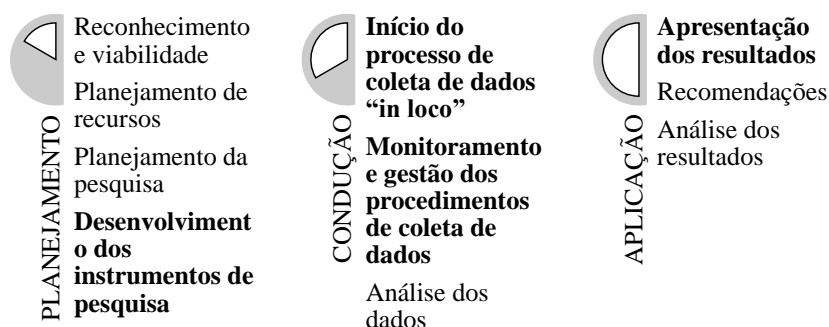 PLANEJAMENTO
Reconhecimento
e viabilidade
Planejamento de
recursos
Planejamento da
pesquisa
Desenvolviment
o dos
instrumentos de
pesquisa
CONDUÇÃO
Início do
processo de
coleta de dados
“in loco”
Monitoramento
e gestão dos
procedimentos
de coleta de
dados
Análise dos
dados
APLICAÇÃO
Apresentação
dos resultados
Recomendações
Análise dos
resultados